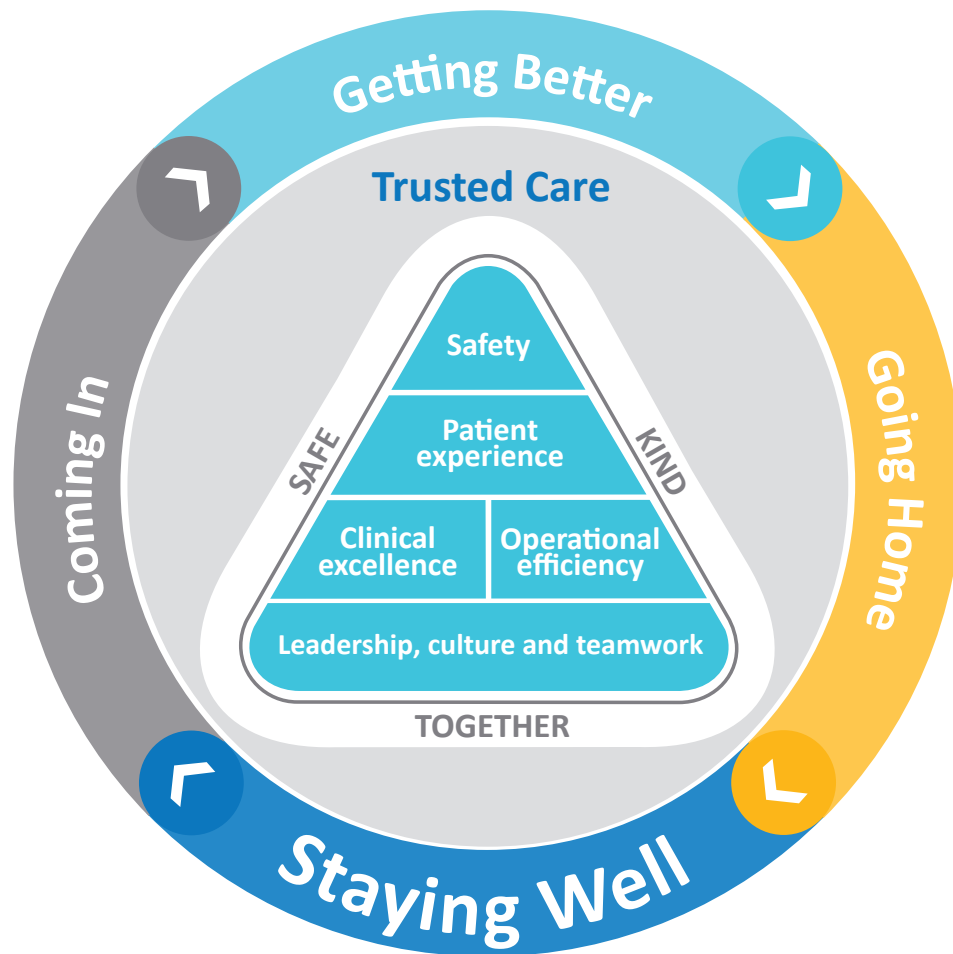 Getting Better
Trusted Care
Safety
Patient
experience
SAFE
KIND
Clinical
excellence
Operational
efficiency
Leadership, culture and teamwork
TOGETHER
Coming In
Going Home
Staying Well